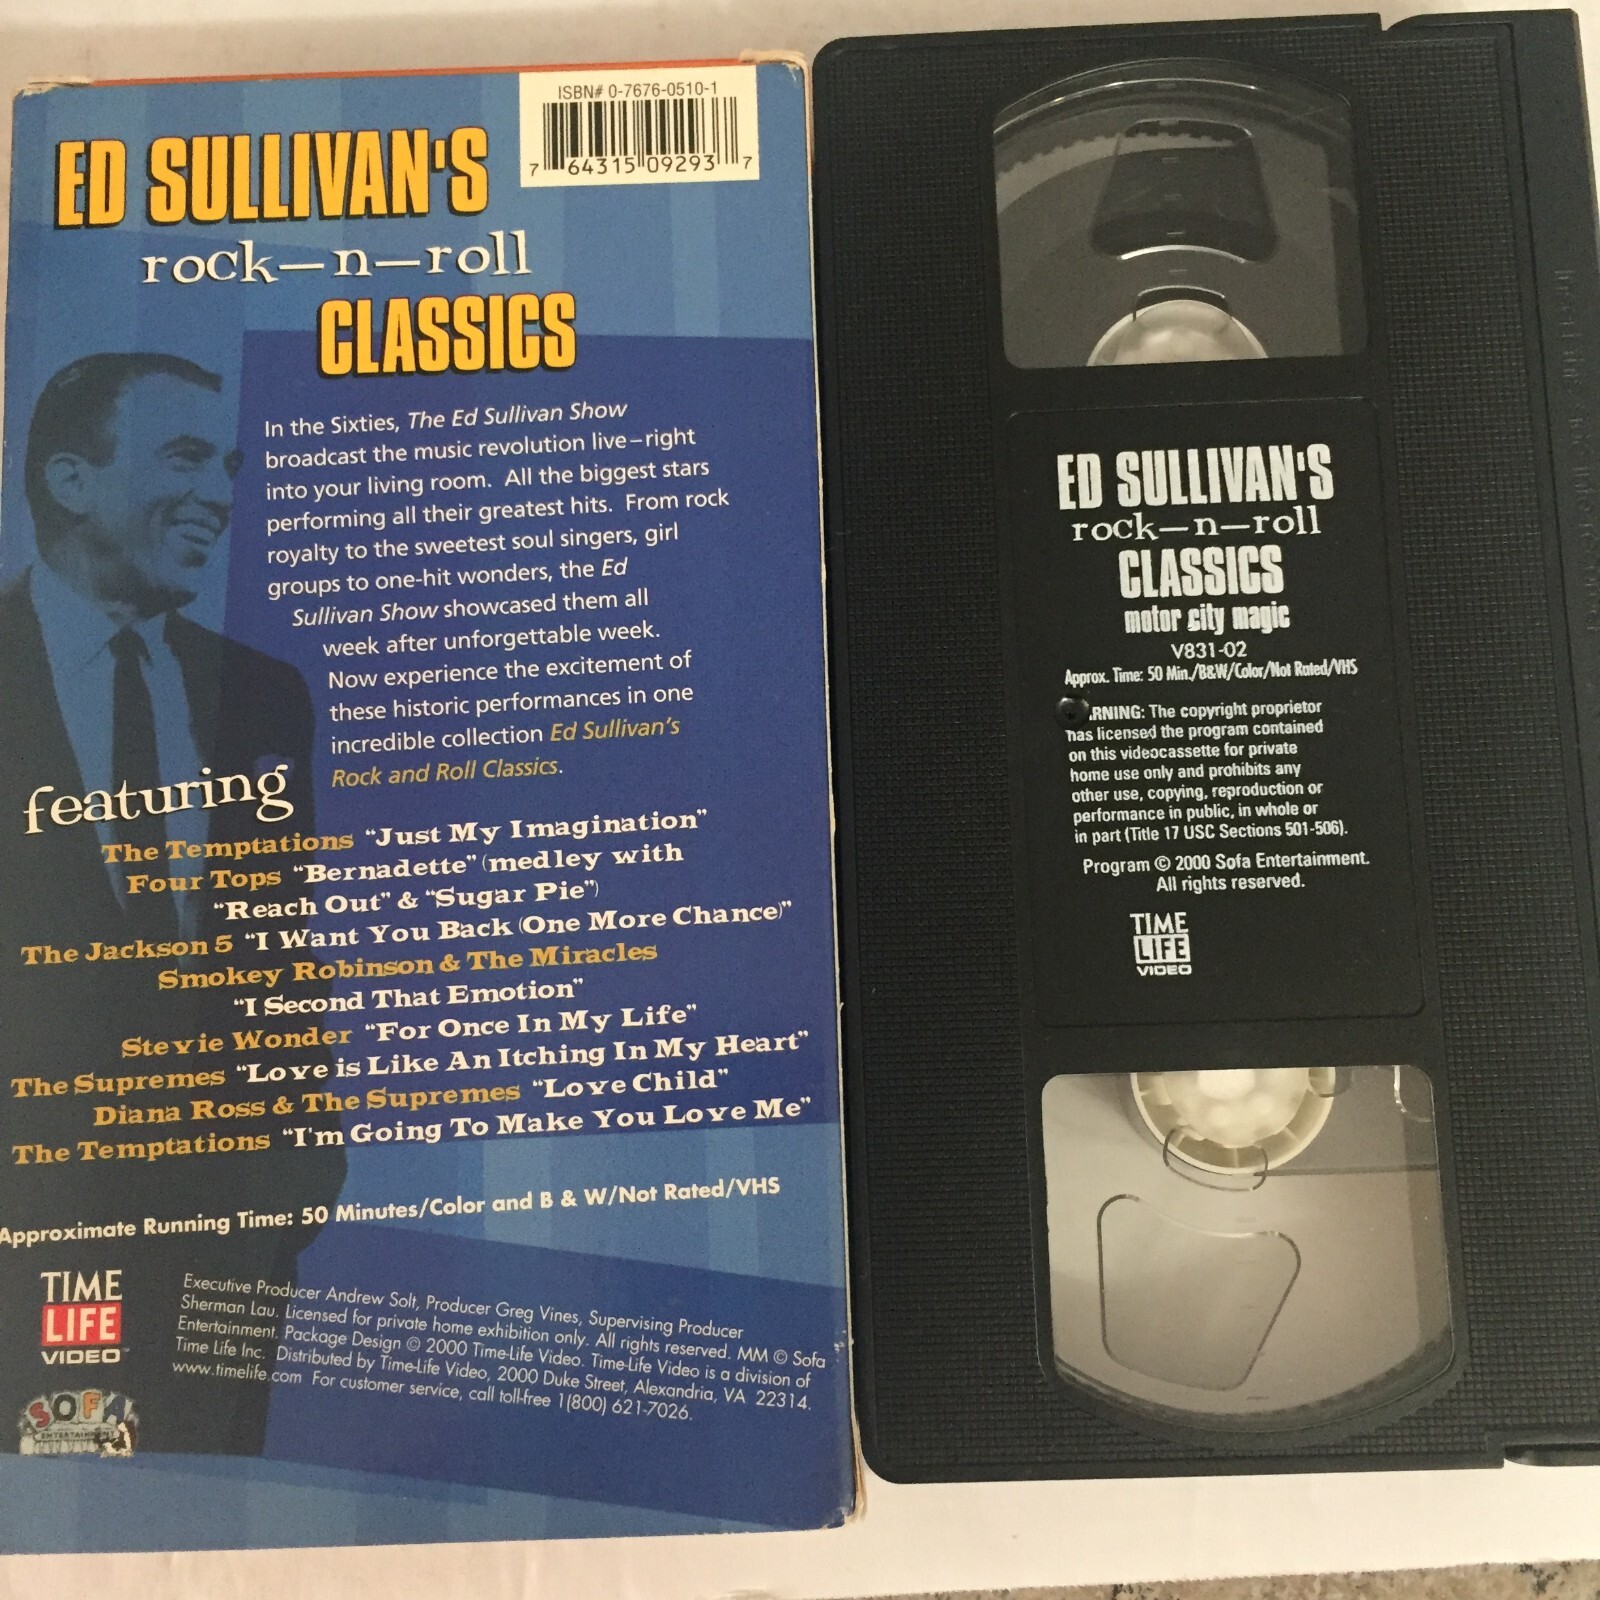 ISBN# 0-7676-0510-1
7 64315 09293 7
ED SULLIVAN'S
rock-n-roll
CLASSICS
In the Sixties, The Ed Sullivan Show
broadcast the music revolution live–right
into your living room. All the biggest stars
performing all their greatest hits. From rock
royalty to the sweetest soul singers, girl
groups to one-hit wonders, the Ed
Sullivan Show showcased them all
week after unforgettable week.
Now experience the excitement of
these historic performances in one
incredible collection Ed Sullivan's
Rock and Roll Classics.
featuring
The Temptations “Just My Imagination”
Four Tops “Bernadette” (medley with
“Reach Out” & “Sugar Pie”)
The Jackson 5 “I Want You Back (One More Chance)”
Smokey Robinson & The Miracles
“I Second That Emotion”
Stevie Wonder “For Once In My Life”
The Supremes “Love is Like An Itching In My Heart”
Diana Ross & The Supremes “Love Child”
The Temptations “I'm Going To Make You Love Me”
Approximate Running Time: 50 Minutes/Color and B & W/Not Rated/VHS
TIME
LIFE
VIDEO™
SOFA
ENTERTAINMENT
Executive Producer Andrew Solt, Producer Greg Vines, Supervising Producer
Sherman Lau. Licensed for private home exhibition only. All rights reserved. MM © Sofa
Entertainment. Package Design © 2000 Time-Life Video. Time-Life Video is a division of
Time Life Inc. Distributed by Time-Life Video, 2000 Duke Street, Alexandria, VA 22314.
www.timelife.com For customer service, call toll-free 1(800) 621-7026.
ED SULLIVAN'S
rock-n-roll
CLASSICS
motor city magic
V831-02
Approx. Time: 50 Min./B&W/Color/Not Rated/VHS
RNING: The copyright proprietor
has licensed the program contained
on this videocassette for private
home use only and prohibits any
other use, copying, reproduction or
performance in public, in whole or
in part (Title 17 USC Sections 501-506).
Program © 2000 Sofa Entertainment.
All rights reserved.
TIME
LIFE
VIDEO